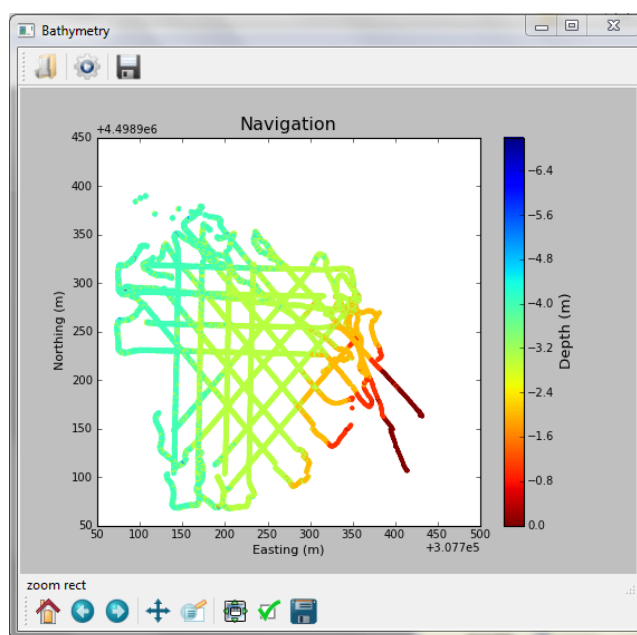 Bathymetry
Navigation
+4.4989e6
450
400
350
300
250
200
150
100
50
Northing (m)
50 100 150 200 250 300 350 400 450 500
Easting (m)
+3.077e5
−6.4
−5.6
−4.8
−4.0
−3.2
−2.4
−1.6
−0.8
0.0
Depth (m)
zoom rect